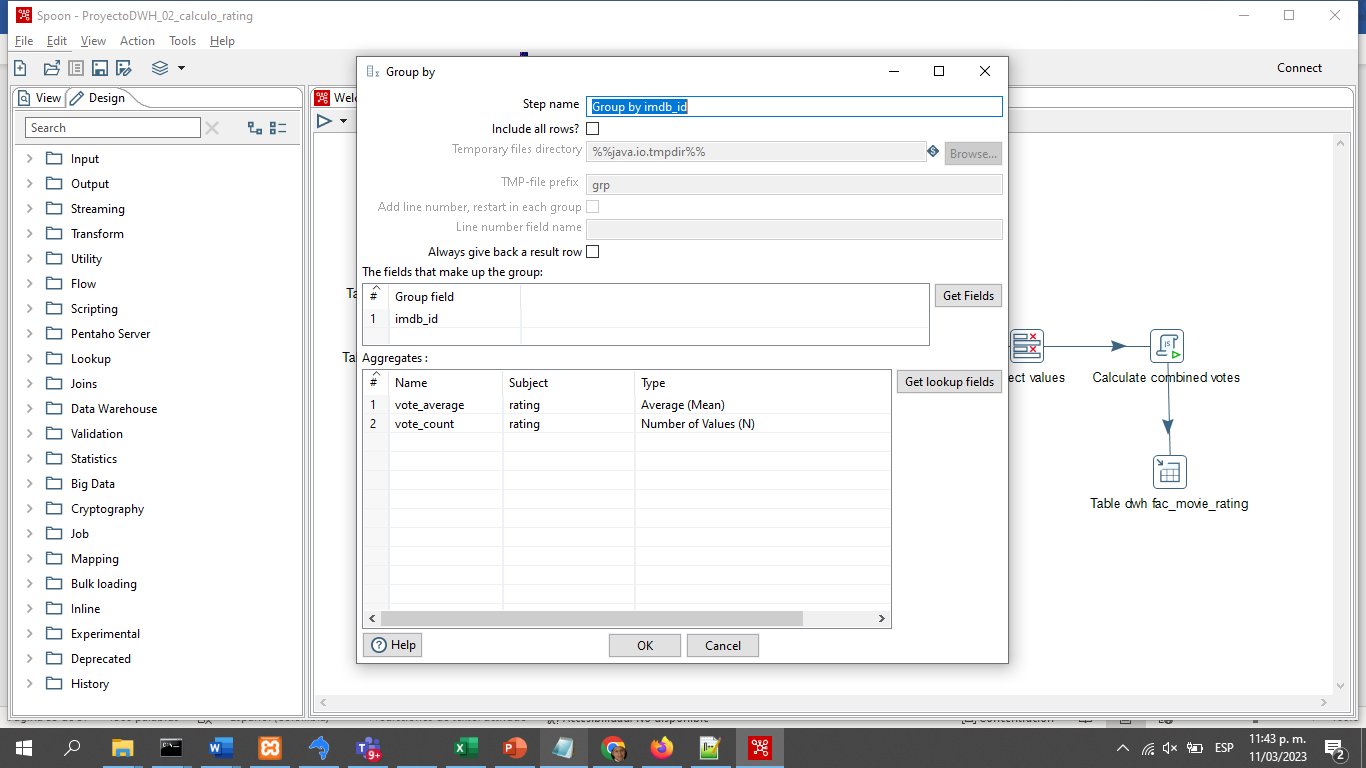 Spoon - ProyectoDWH_02_calculo_rating
File Edit View Action Tools Help
Connect
View Design
Search
Input
Output
Streaming
Transform
Utility
Flow
Scripting
Pentaho Server
Lookup
Joins
Data Warehouse
Validation
Statistics
Big Data
Cryptography
Job
Mapping
Bulk loading
Inline
Experimental
Deprecated
History
Group by
Step name Group by imdb_id
Include all rows?
Temporary files directory %%java.io.tmpdir%% Browse...
TMP-file prefix grp
Add line number, restart in each group
Line number field name
Always give back a result row
The fields that make up the group:
# Group field Get Fields
1 imdb_id
Aggregates :
# Name Subject Type Get lookup fields
1 vote_average rating Average (Mean)
2 vote_count rating Number of Values (N)
Help OK Cancel
values Calculate combined votes
Table dwh fac_movie_rating
9+
ESP
11:43 p. m.
11/03/2023
2